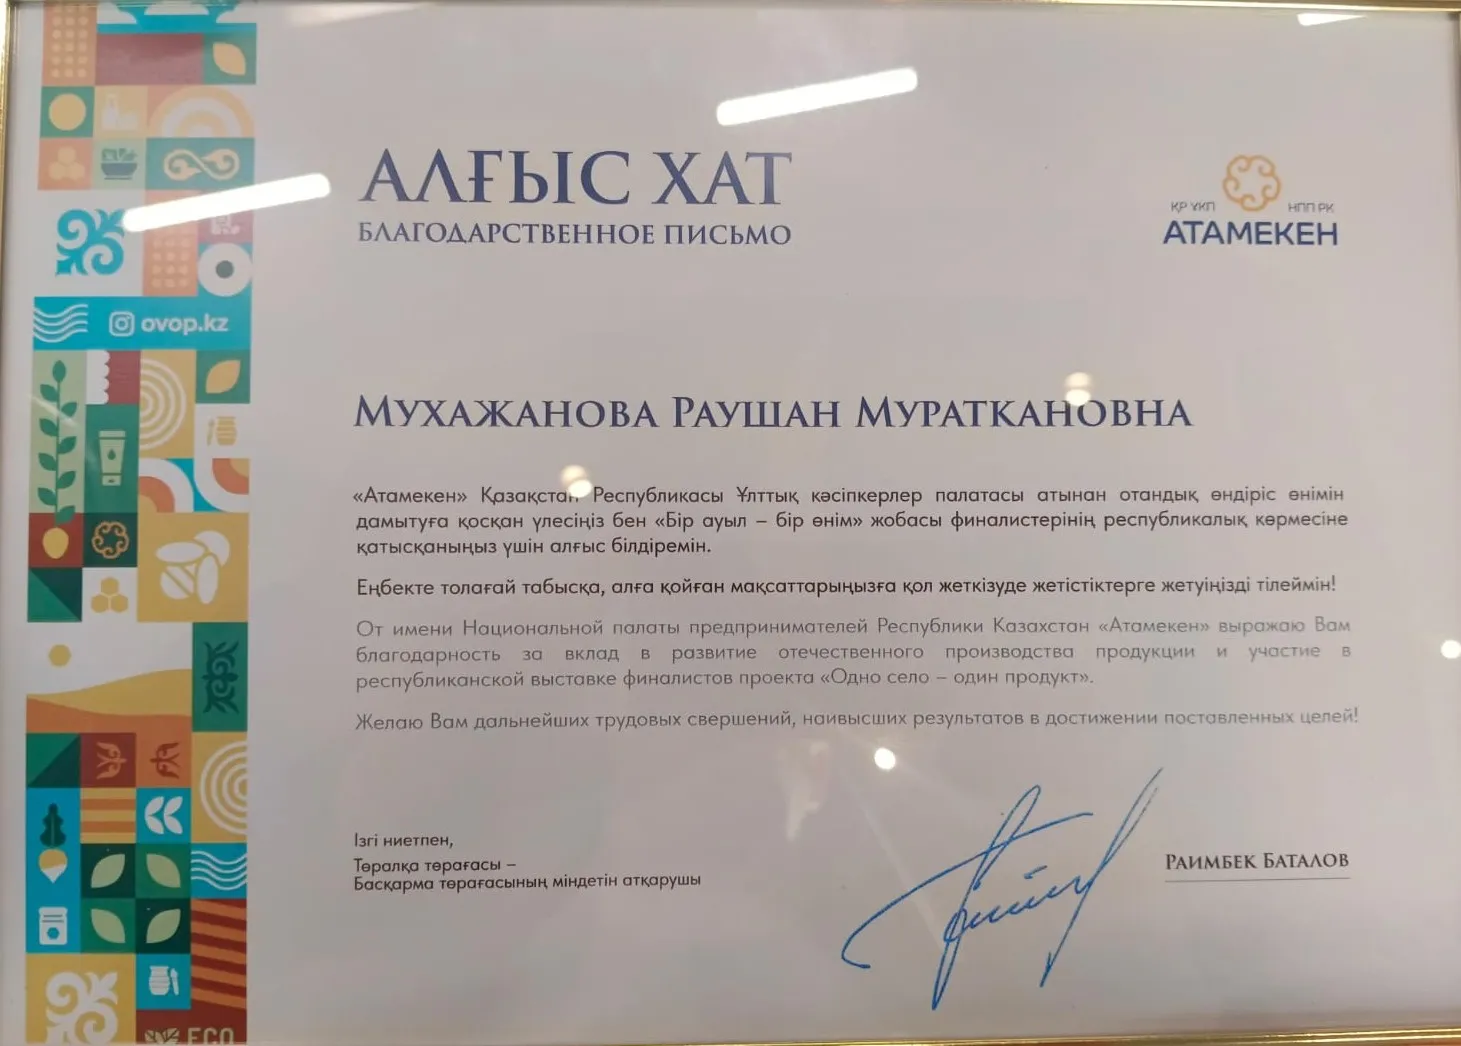 АЛҒЫС ХАТ
БЛАГОДАРСТВЕННОЕ ПИСЬМО
ҚР ҰКП НПП РК
АТАМЕКЕН
ovop.kz
МУХАЖАНОВА РАУШАН МУРАТКАНОВНА
«Атамекен» Қазақстан Республикасы Ұлттық кәсіпкерлер палатасы атынан отандық өндіріс өнімін
дамытуға қосқан үлесіңіз бен «Бір ауыл – бір өнім» жобасы финалистерінің республикалық көрмесіне
қатысқаныңыз үшін алғыс білдіремін.
Еңбекте толағай табысқа, алға қойған мақсаттарыңызға қол жеткізуде жетістіктерге жетуіңізді тілеймін!
От имени Национальной палаты предпринимателей Республики Казахстан «Атамекен» выражаю Вам
благодарность за вклад в развитие отечественного производства продукции и участие в
республиканской выставке финалистов проекта «Одно село – один продукт».
Желаю Вам дальнейших трудовых свершений, наивысших результатов в достижении поставленных целей!
Ізгі ниетпен,
Төралқа төрағасы –
Басқарма төрағасының міндетін атқарушы
РАИМБЕК БАТАЛОВ
ECO